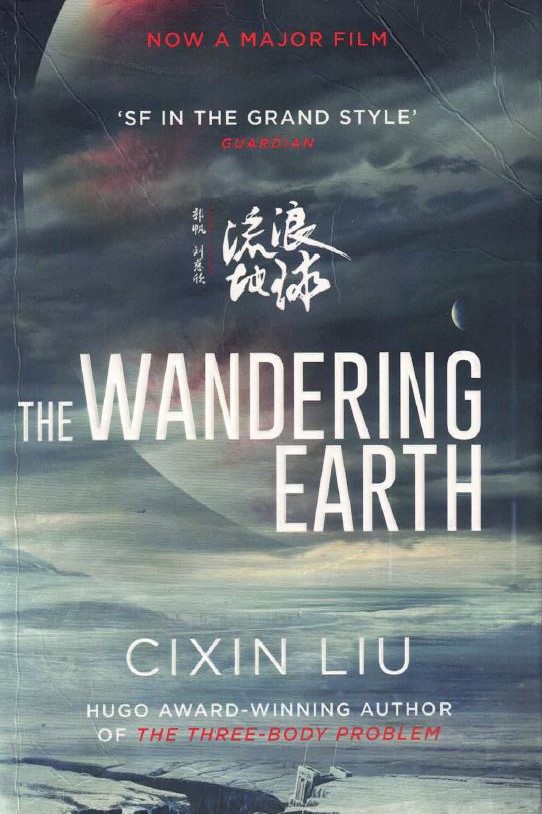 NOW A MAJOR FILM
'SF IN THE GRAND STYLE'
GUARDIAN
郭帆 刘慈欣
流浪
地球
THE WANDERING
EARTH
CIXIN LIU
HUGO AWARD-WINNING AUTHOR
OF THE THREE-BODY PROBLEM